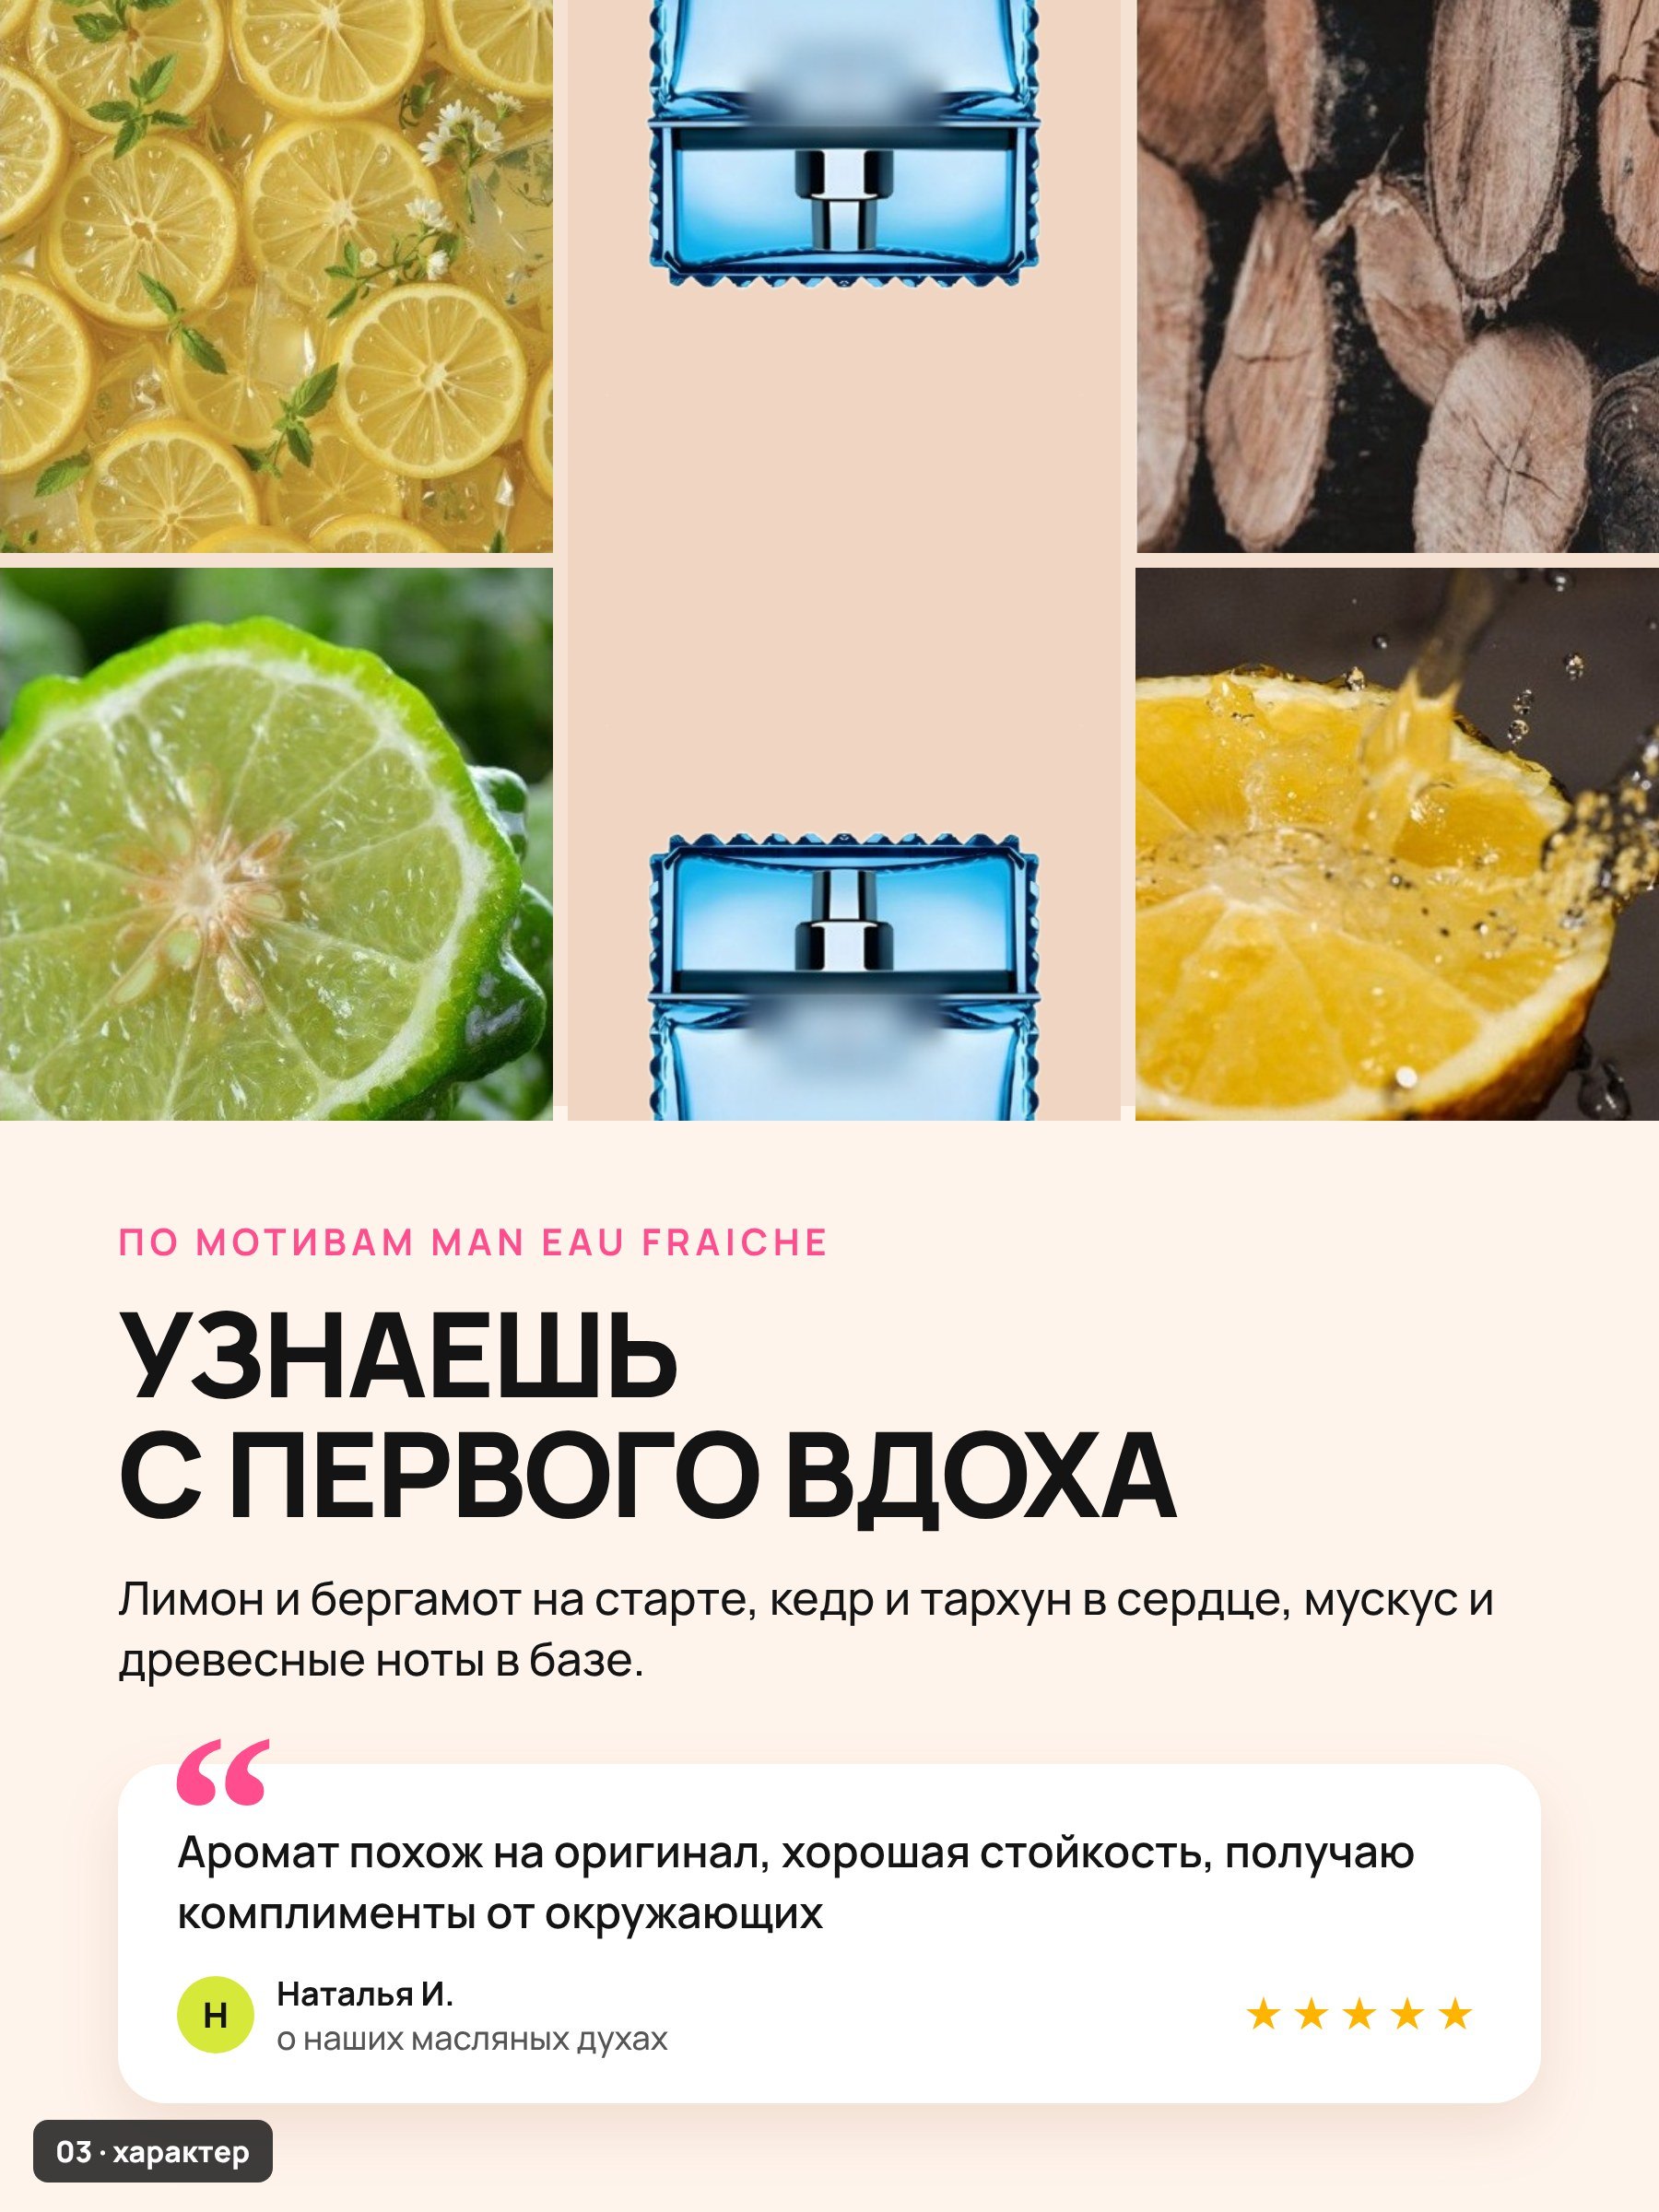 ПО МОТИВАМ MAN EAU FRAICHE
УЗНАЕШЬ
С ПЕРВОГО ВДОХА
Лимон и бергамот на старте, кедр и тархун в сердце, мускус и
древесные ноты в базе.
“
Аромат похож на оригинал, хорошая стойкость, получаю
комплименты от окружающих
Н
Наталья И.
о наших масляных духах
★★★★★
03 · характер